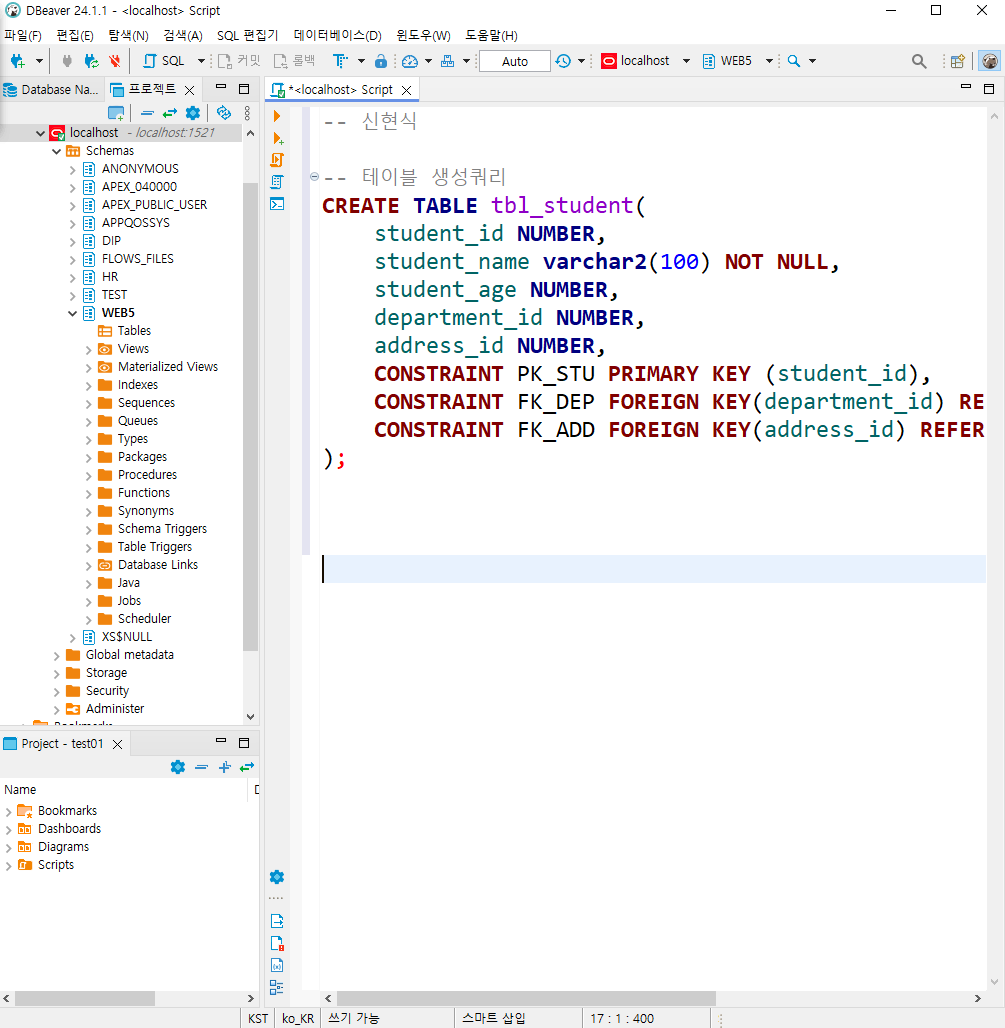 DBeaver 24.1.1 - <localhost> Script
파일(F) 편집(E) 탐색(N) 검색(A) SQL 편집기 데이터베이스(D) 윈도우(W) 도움말(H)
SQL 커밋 롤백 T Auto localhost WEB5
Database Na... 프로젝트
localhost - localhost:1521
Schemas
ANONYMOUS
APEX_040000
APEX_PUBLIC_USER
APPQOSSYS
DIP
FLOWS_FILES
HR
TEST
WEB5
Tables
Views
Materialized Views
Indexes
Sequences
Queues
Types
Packages
Procedures
Functions
Synonyms
Schema Triggers
Table Triggers
Database Links
Java
Jobs
Scheduler
XS$NULL
Global metadata
Storage
Security
Administer
Bookmarks
Project - test01
Name D
Bookmarks
Dashboards
Diagrams
Scripts
*<localhost> Script
-- 신현식
-- 테이블 생성쿼리
CREATE TABLE tbl_student(
student_id NUMBER,
student_name varchar2(100) NOT NULL,
student_age NUMBER,
department_id NUMBER,
address_id NUMBER,
CONSTRAINT PK_STU PRIMARY KEY (student_id),
CONSTRAINT FK_DEP FOREIGN KEY(department_id) RE
CONSTRAINT FK_ADD FOREIGN KEY(address_id) REFER
);
KST ko_KR 쓰기 가능 스마트 삽입 17 : 1 : 400